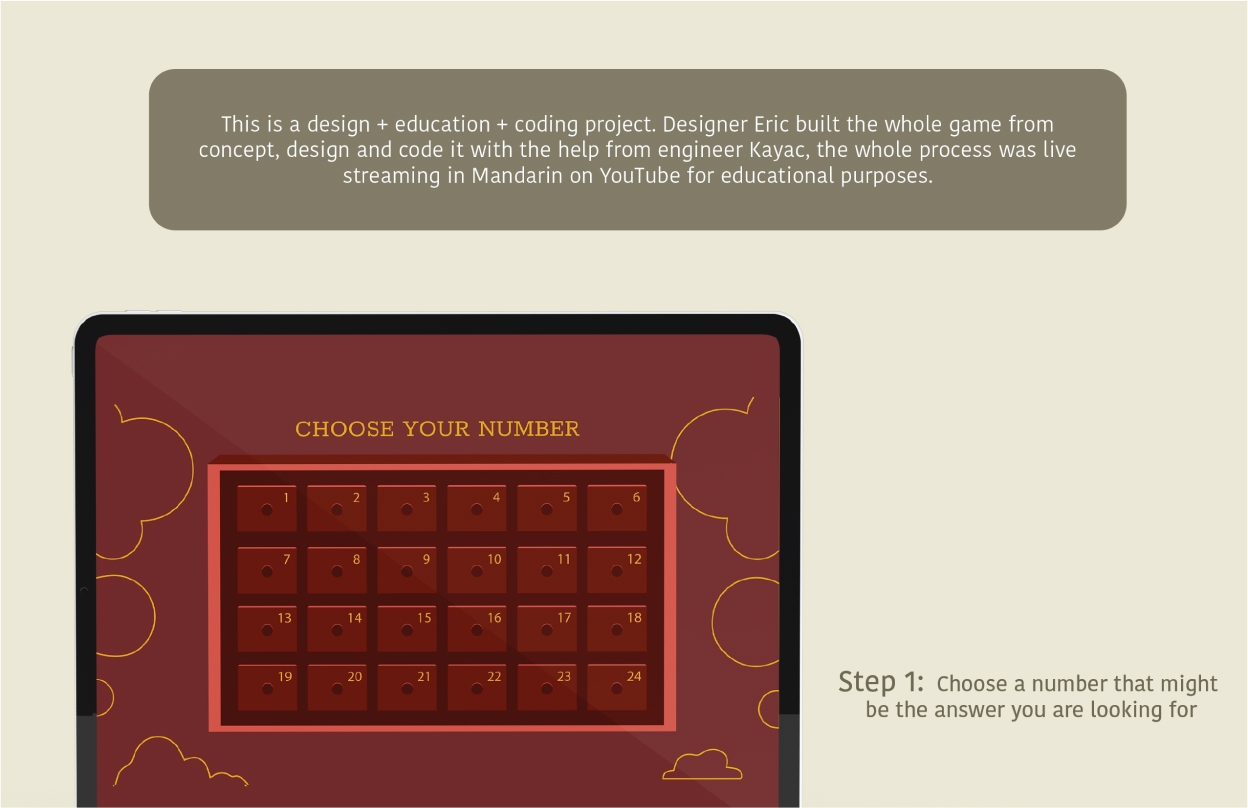 This is a design + education + coding project. Designer Eric built the whole game from
concept, design and code it with the help from engineer Kayac, the whole process was live
streaming in Mandarin on YouTube for educational purposes.
CHOOSE YOUR NUMBER
1 2 3 4 5 6
7 8 9 10 11 12
13 14 15 16 17 18
19 20 21 22 23 24
Step 1: Choose a number that might
be the answer you are looking for